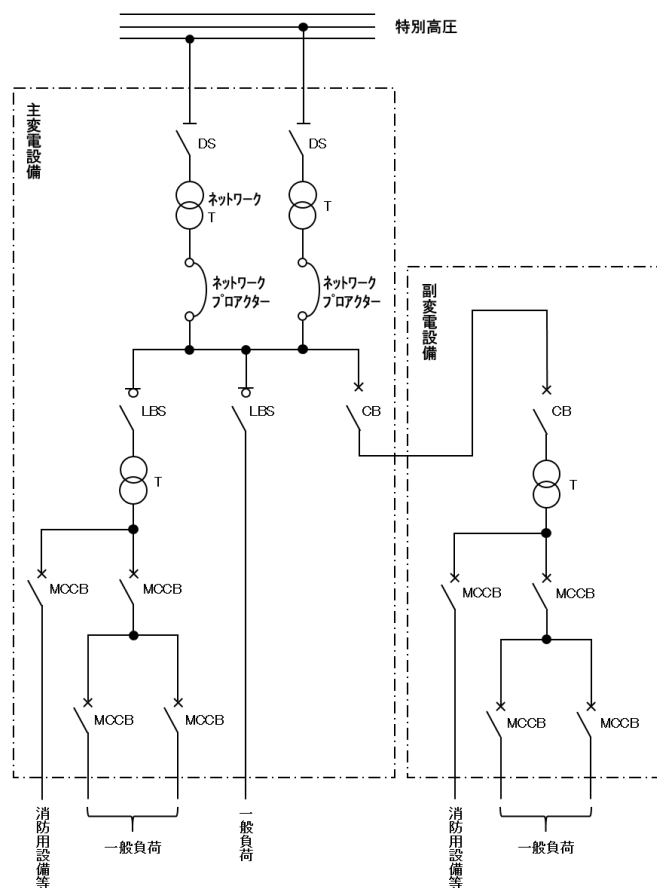 特別高圧
主変電設備
DS
DS
ネットワーク
T
T
ネットワーク
プロアクター
ネットワーク
プロアクター
副変電設備
LBS
LBS
CB
CB
T
T
MCCB
MCCB
MCCB
MCCB
MCCB
MCCB
MCCB
MCCB
消防用設備等
一般負荷
一般負荷
消防用設備等
一般負荷